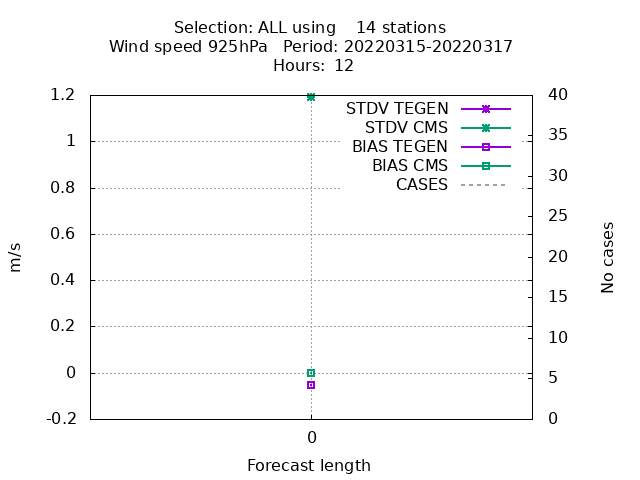 Selection: ALL using    14 stations
Wind speed 925hPa   Period: 20220315-20220317
Hours: 12
1.2
1
0.8
0.6
0.4
0.2
0
-0.2
40
35
30
25
20
15
10
5
0
STDV TEGEN
STDV CMS
BIAS TEGEN
BIAS CMS
CASES
m/s
No cases
0
Forecast length